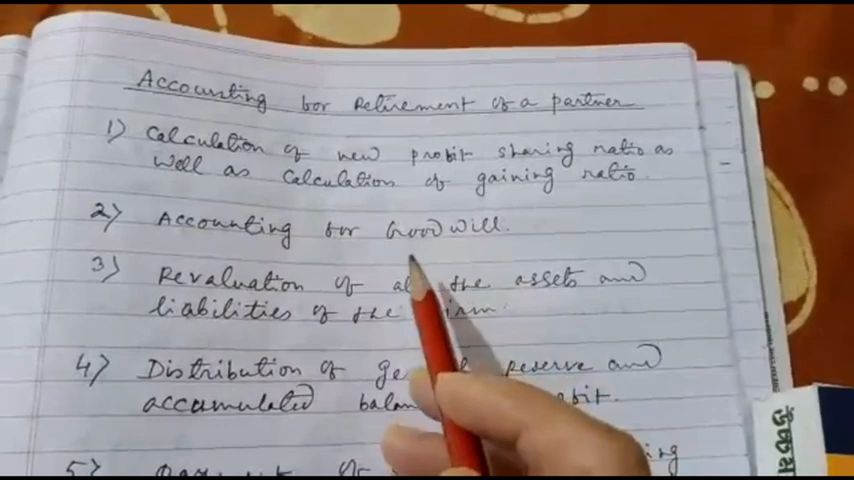 Accounting for Retirement of a partner
1) Calculation of new profit sharing ratio as
well as Calculation of gaining ratio.
2) Accounting for Goodwill.
3) Revaluation of the assets and
liabilities of the
4) Distribution of reserve and
accumulated
5) of